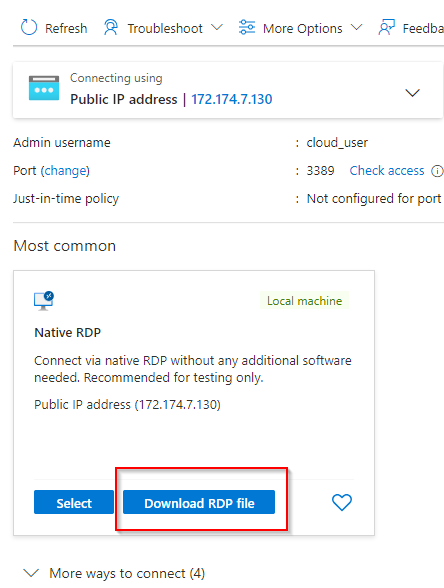 Refresh Troubleshoot More Options Feedba
Connecting using
Public IP address | 172.174.7.130
Admin username : cloud_user
Port (change) : 3389 Check access
Just-in-time policy : Not configured for port
Most common
Local machine
Native RDP
Connect via native RDP without any additional software
needed. Recommended for testing only.
Public IP address (172.174.7.130)
Select Download RDP file
More ways to connect (4)